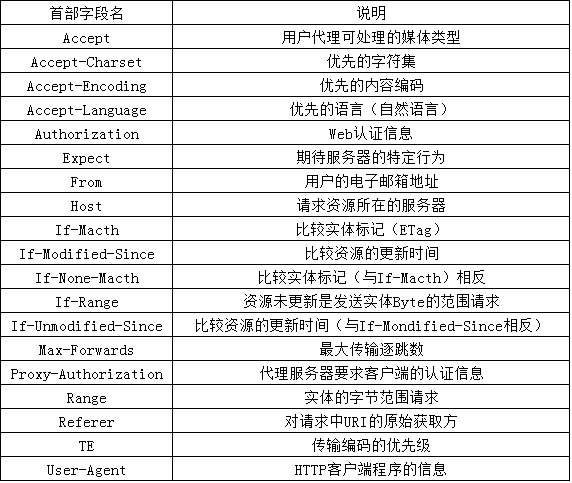 首部字段名 说明
Accept 用户代理可处理的媒体类型
Accept-Charset 优先的字符集
Accept-Encoding 优先的内容编码
Accept-Language 优先的语言（自然语言）
Authorization Web认证信息
Expect 期待服务器的特定行为
From 用户的电子邮箱地址
Host 请求资源所在的服务器
If-Macth 比较实体标记（ETag）
If-Modified-Since 比较资源的更新时间
If-None-Macth 比较实体标记（与If-Macth）相反
If-Range 资源未更新是发送实体Byte的范围请求
If-Unmodified-Since 比较资源的更新时间（与If-Mondified-Since相反）
Max-Forwards 最大传输逐跳数
Proxy-Authorization 代理服务器要求客户端的认证信息
Range 实体的字节范围请求
Referer 对请求中URI的原始获取方
TE 传输编码的优先级
User-Agent HTTP客户端程序的信息